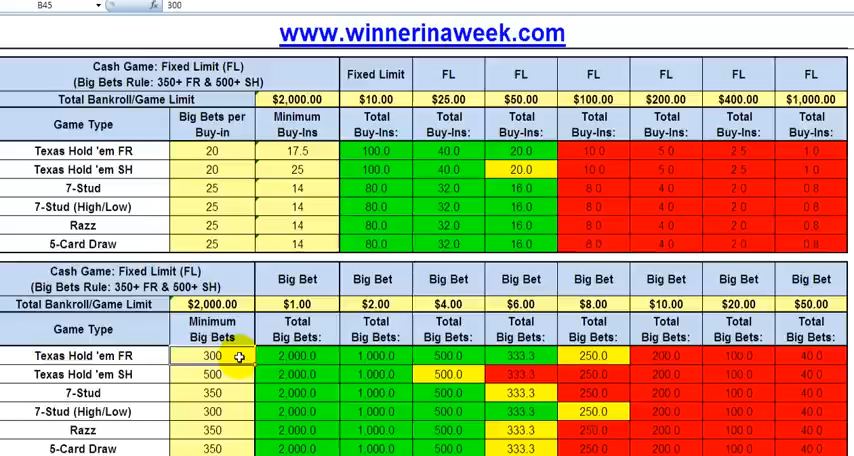 B45 fx 300
www.winnerinaweek.com
Cash Game: Fixed Limit (FL)
(Big Bets Rule: 350+ FR & 500+ SH) Fixed Limit FL FL FL FL FL FL
Total Bankroll/Game Limit $2,000.00 $10.00 $25.00 $50.00 $100.00 $200.00 $400.00 $1,000.00
Game Type Big Bets per Buy-in Minimum Buy-Ins Total Buy-Ins: Total Buy-Ins: Total Buy-Ins: Total Buy-Ins: Total Buy-Ins: Total Buy-Ins: Total Buy-Ins:
Texas Hold 'em FR 20 17.5 100.0 40.0 20.0 10.0 5.0 2.5 1.0
Texas Hold 'em SH 20 25 100.0 40.0 20.0 10.0 5.0 2.5 1.0
7-Stud 25 14 80.0 32.0 16.0 8.0 4.0 2.0 0.8
7-Stud (High/Low) 25 14 80.0 32.0 16.0 8.0 4.0 2.0 0.8
Razz 25 14 80.0 32.0 16.0 8.0 4.0 2.0 0.8
5-Card Draw 25 14 80.0 32.0 16.0 8.0 4.0 2.0 0.8
Cash Game: Fixed Limit (FL)
(Big Bets Rule: 350+ FR & 500+ SH) Big Bet Big Bet Big Bet Big Bet Big Bet Big Bet Big Bet Big Bet
Total Bankroll/Game Limit $2,000.00 $1.00 $2.00 $4.00 $6.00 $8.00 $10.00 $20.00 $50.00
Game Type Minimum Big Bets Total Big Bets: Total Big Bets: Total Big Bets: Total Big Bets: Total Big Bets: Total Big Bets: Total Big Bets: Total Big Bets:
Texas Hold 'em FR 300 2,000.0 1,000.0 500.0 333.3 250.0 200.0 100.0 40.0
Texas Hold 'em SH 500 2,000.0 1,000.0 500.0 333.3 250.0 200.0 100.0 40.0
7-Stud 350 2,000.0 1,000.0 500.0 333.3 250.0 200.0 100.0 40.0
7-Stud (High/Low) 300 2,000.0 1,000.0 500.0 333.3 250.0 200.0 100.0 40.0
Razz 350 2,000.0 1,000.0 500.0 333.3 250.0 200.0 100.0 40.0
5-Card Draw 350 2,000.0 1,000.0 500.0 333.3 250.0 200.0 100.0 40.0